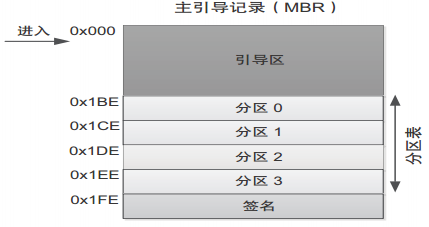 主引导记录（MBR）
进入 0x000
引导区
0x1BE
分区 0
0x1CE
分区 1
0x1DE
分区 2
0x1EE
分区 3
0x1FE
签名
分区表